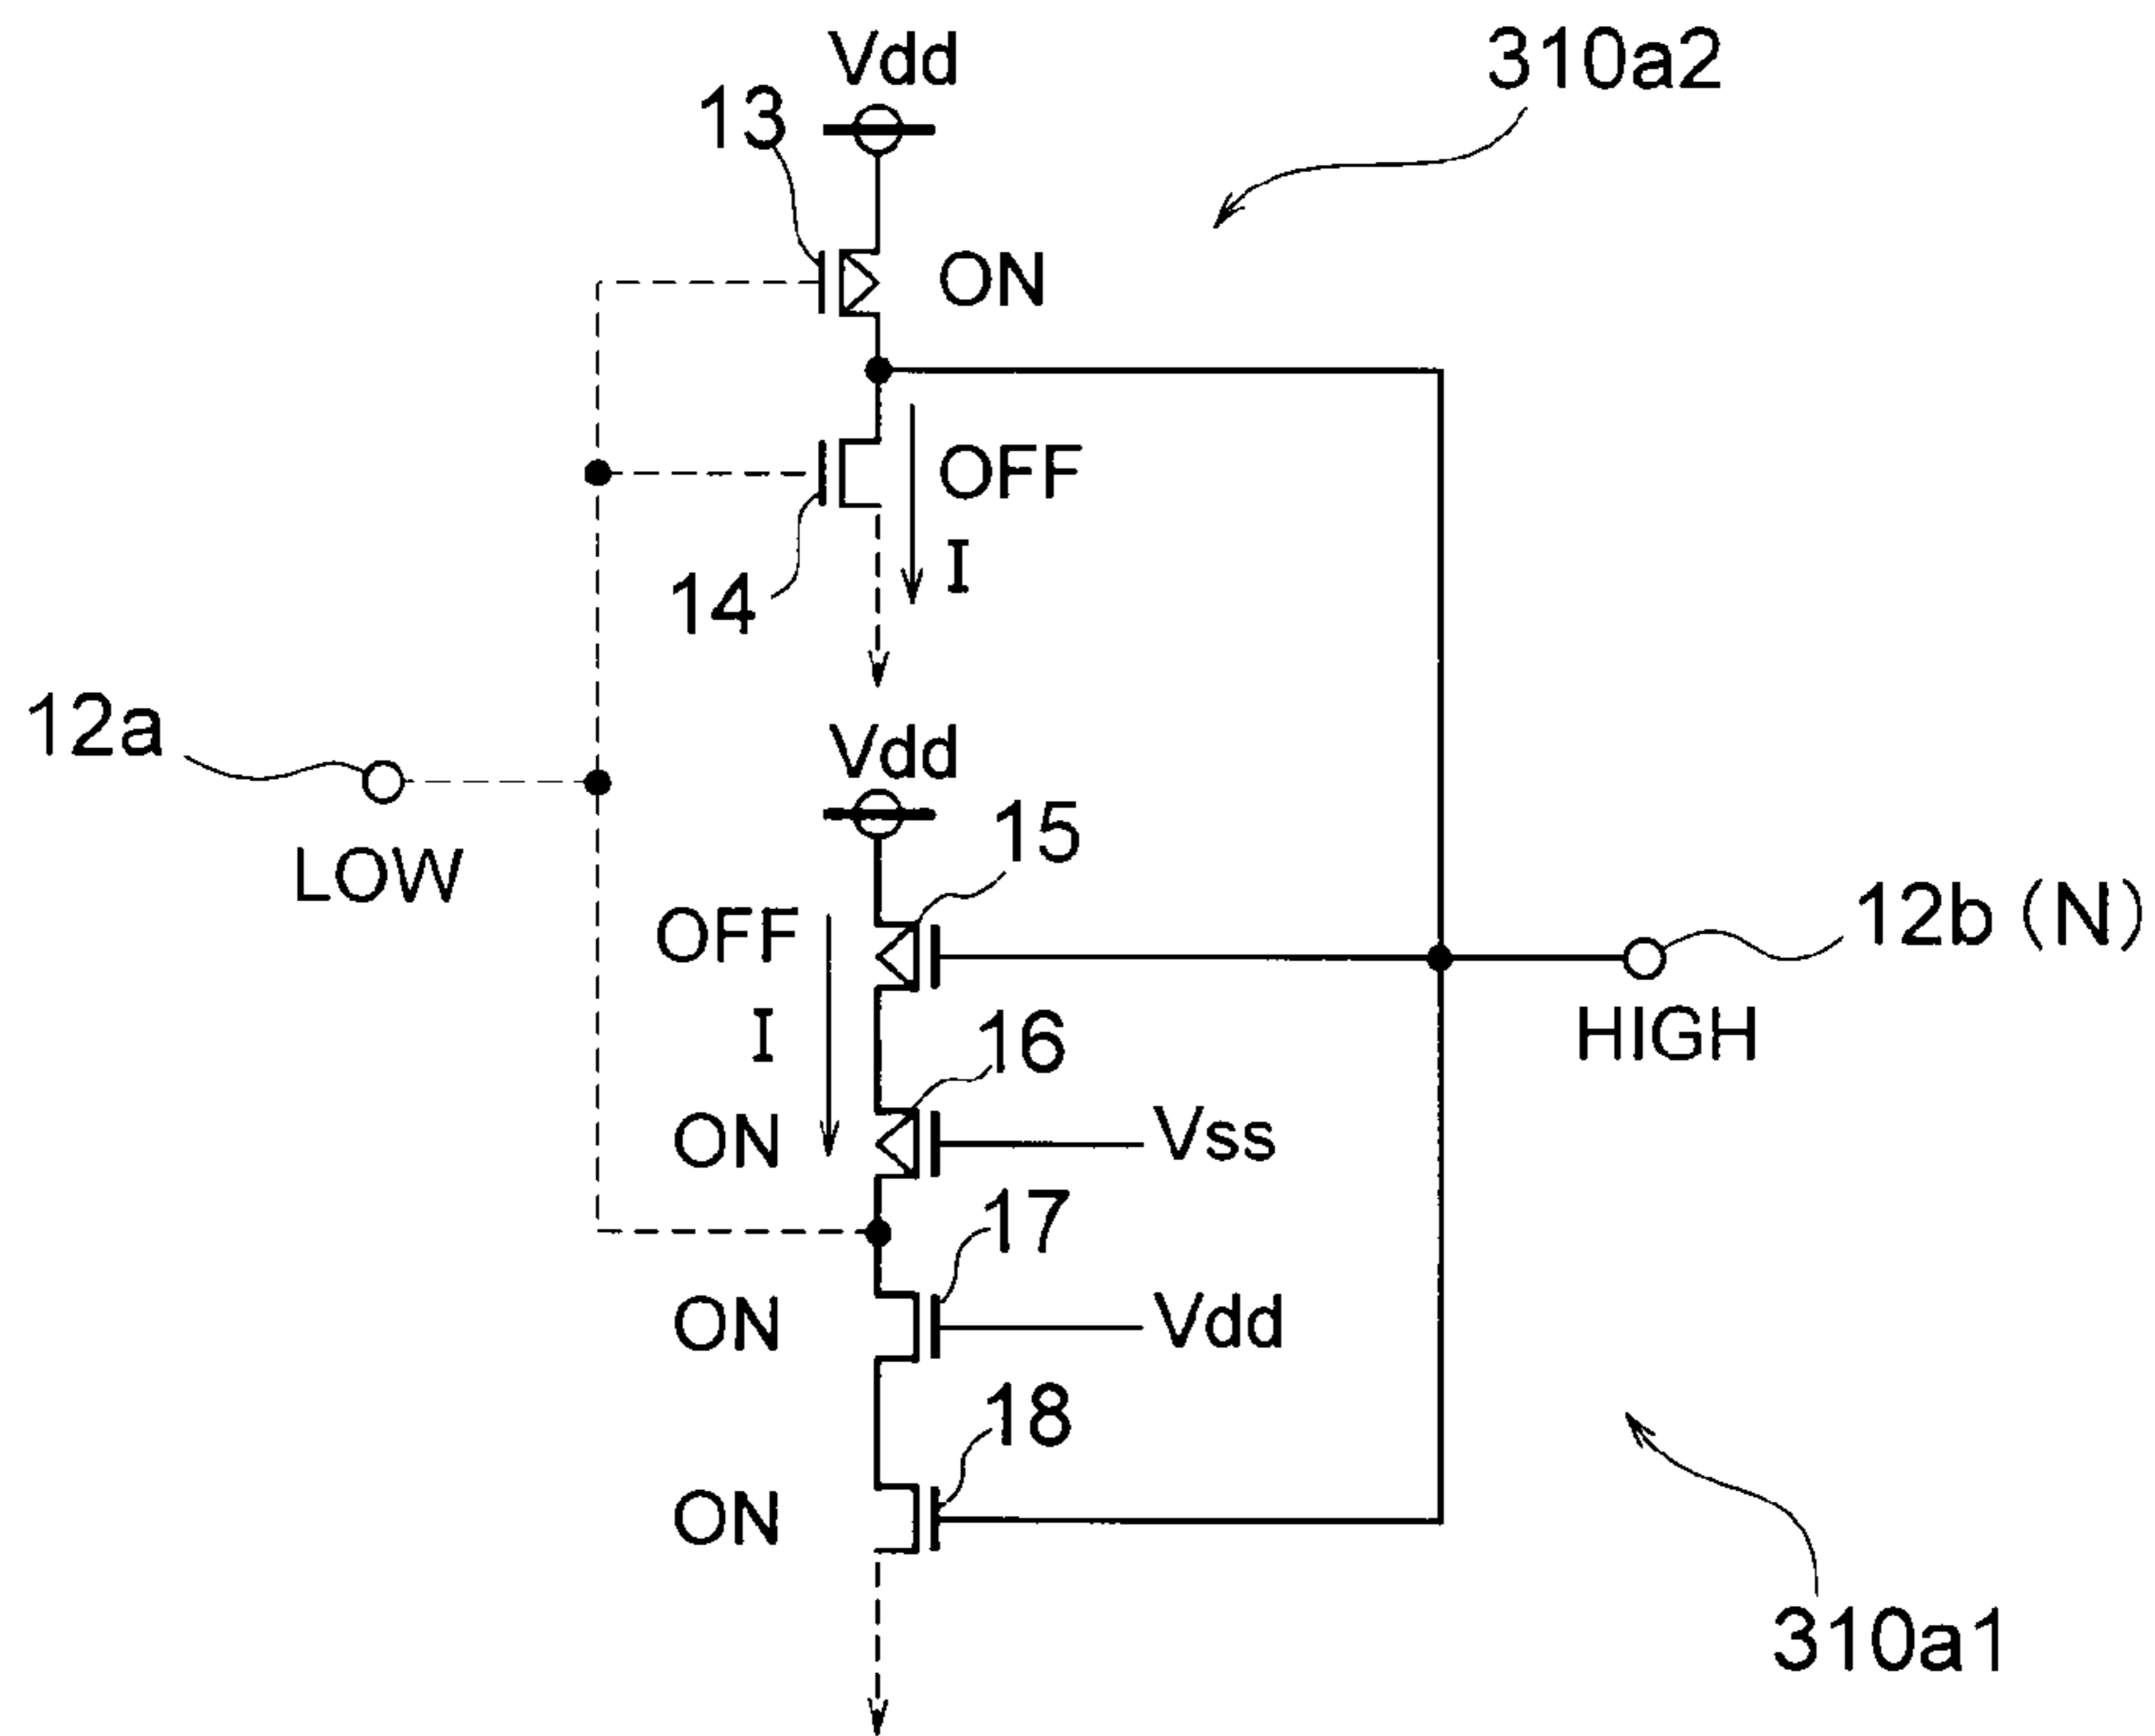 Vdd
310a2
13
ON
OFF
I
14
12a
LOW
Vdd
15
OFF
12b (N)
HIGH
I
16
ON
Vss
17
ON
Vdd
18
ON
310a1